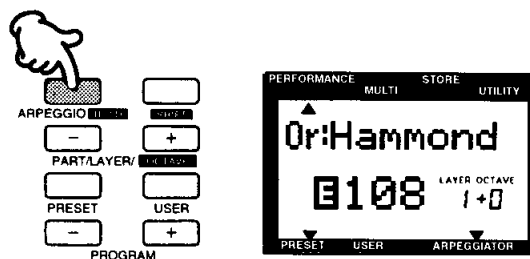 ARPEGGIO
- +
PART/LAYER/ OCTAVE
PRESET USER
- +
PROGRAM
PERFORMANCE STORE
MULTI UTILITY
Or:Hammond
E108 LAYER OCTAVE
1 +0
PRESET USER ARPEGGIATOR